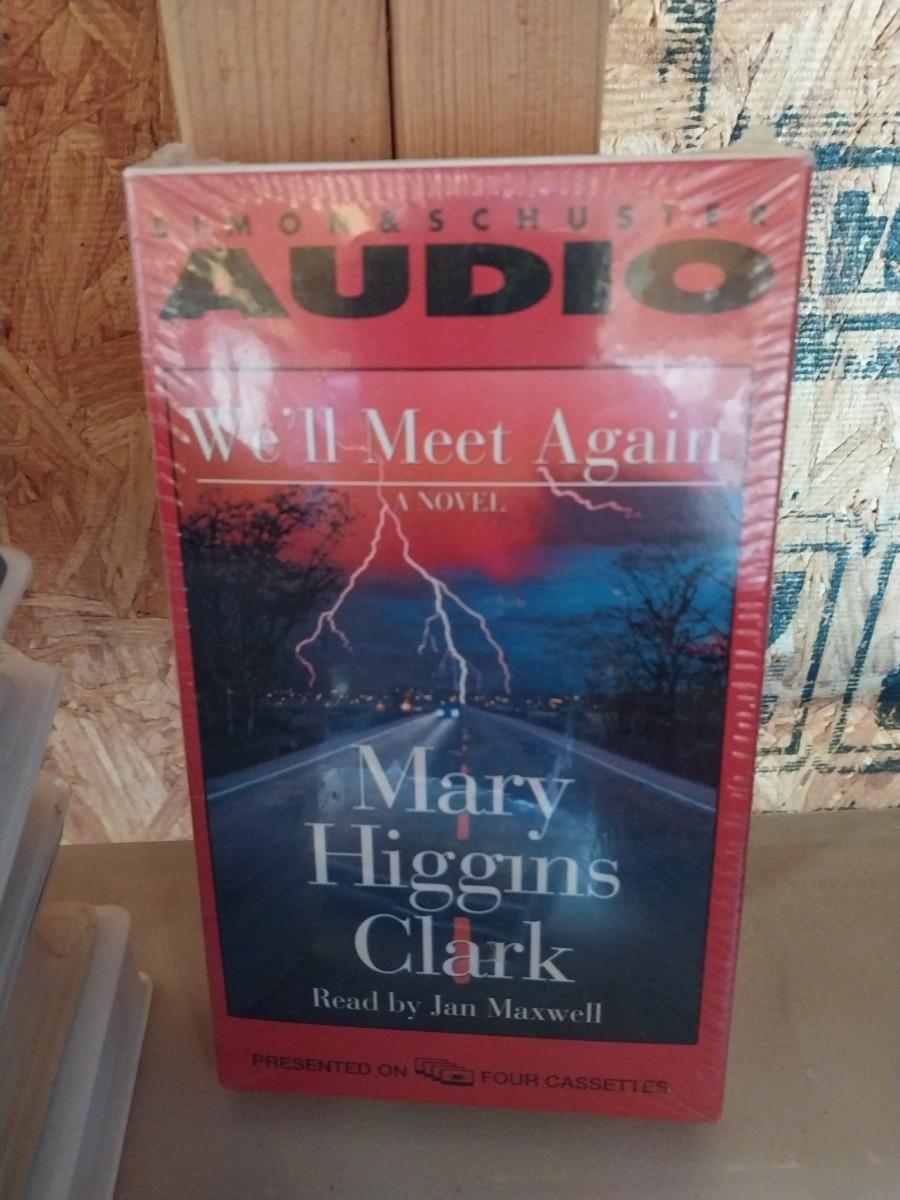 SIMON & SCHUSTER
AUDIO
We'll Meet Again
A NOVEL
Mary
Higgins
Clark
Read by Jan Maxwell
PRESENTED ON FOUR CASSETTES